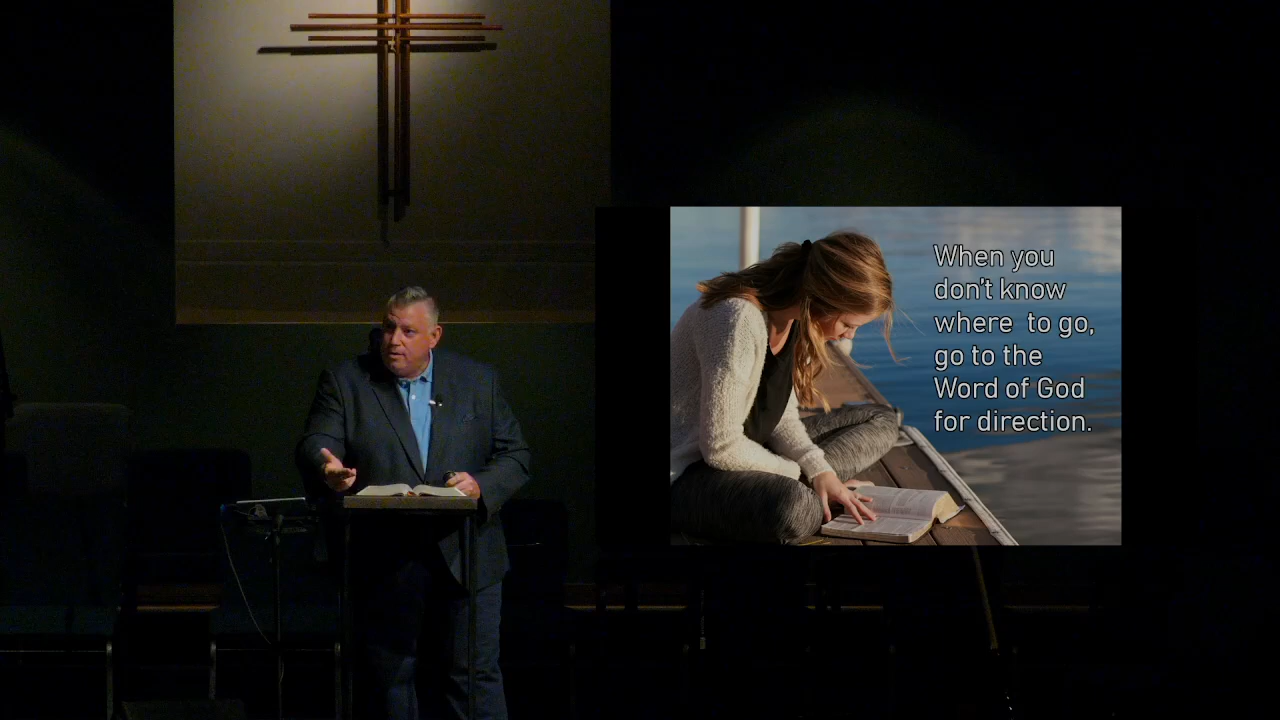 When you
don't know
where to go,
go to the
Word of God
for direction.